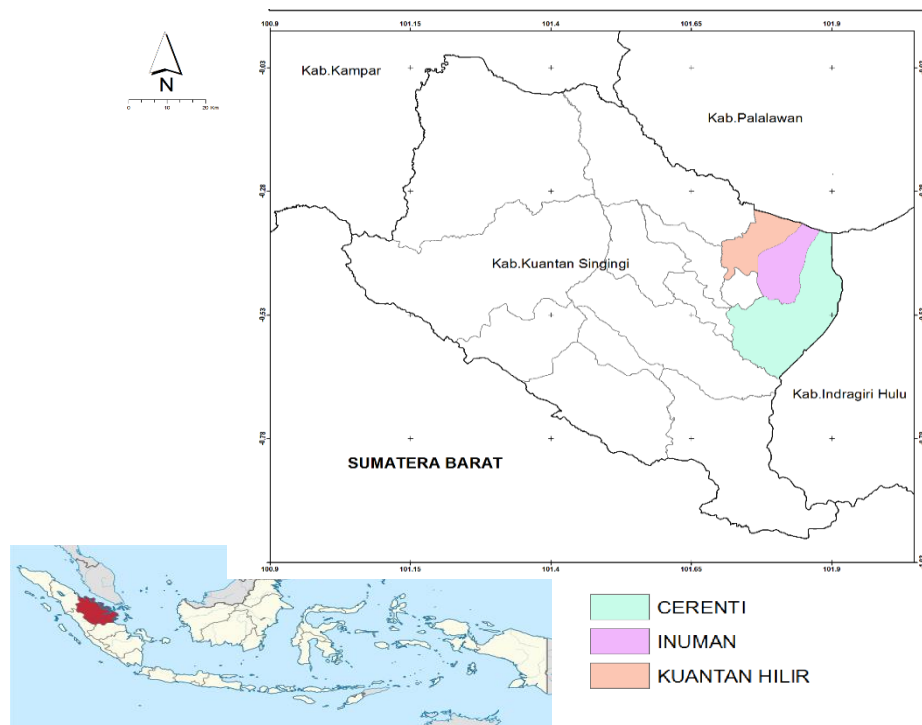 100.9 101.15 101.4 101.65 101.9
Kab.Kampar
-0.03
N
0 10 20 Km
Kab.Palalawan
-0.28
Kab.Kuantan Singingi
-0.53
Kab.Indragiri Hulu
-0.78
SUMATERA BARAT
100.9 101.15 101.4 101.65 101.9
CERENTI
INUMAN
KUANTAN HILIR